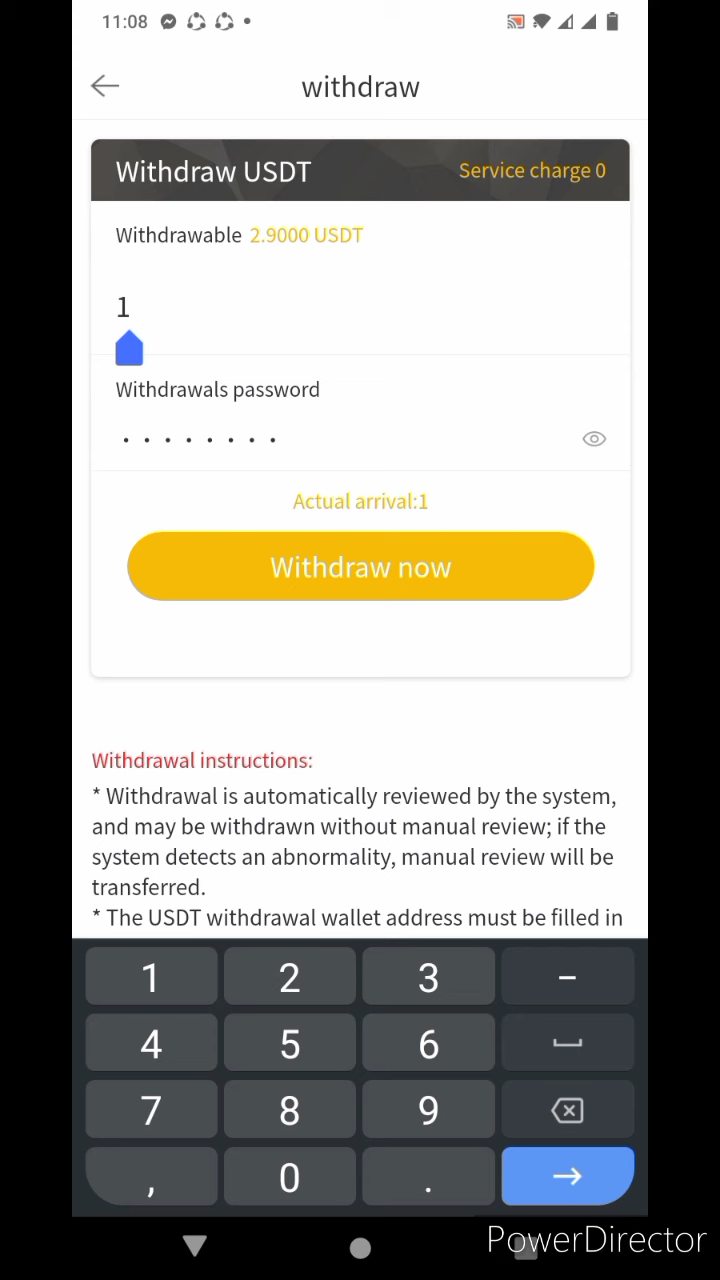 11:08
withdraw
Withdraw USDT Service charge 0
Withdrawable 2.9000 USDT
1
Withdrawals password
........
Actual arrival:1
Withdraw now
Withdrawal instructions:
* Withdrawal is automatically reviewed by the system,
and may be withdrawn without manual review; if the
system detects an abnormality, manual review will be
transferred.
* The USDT withdrawal wallet address must be filled in
1 2 3 -
4 5 6
7 8 9
, 0 .
PowerDirector